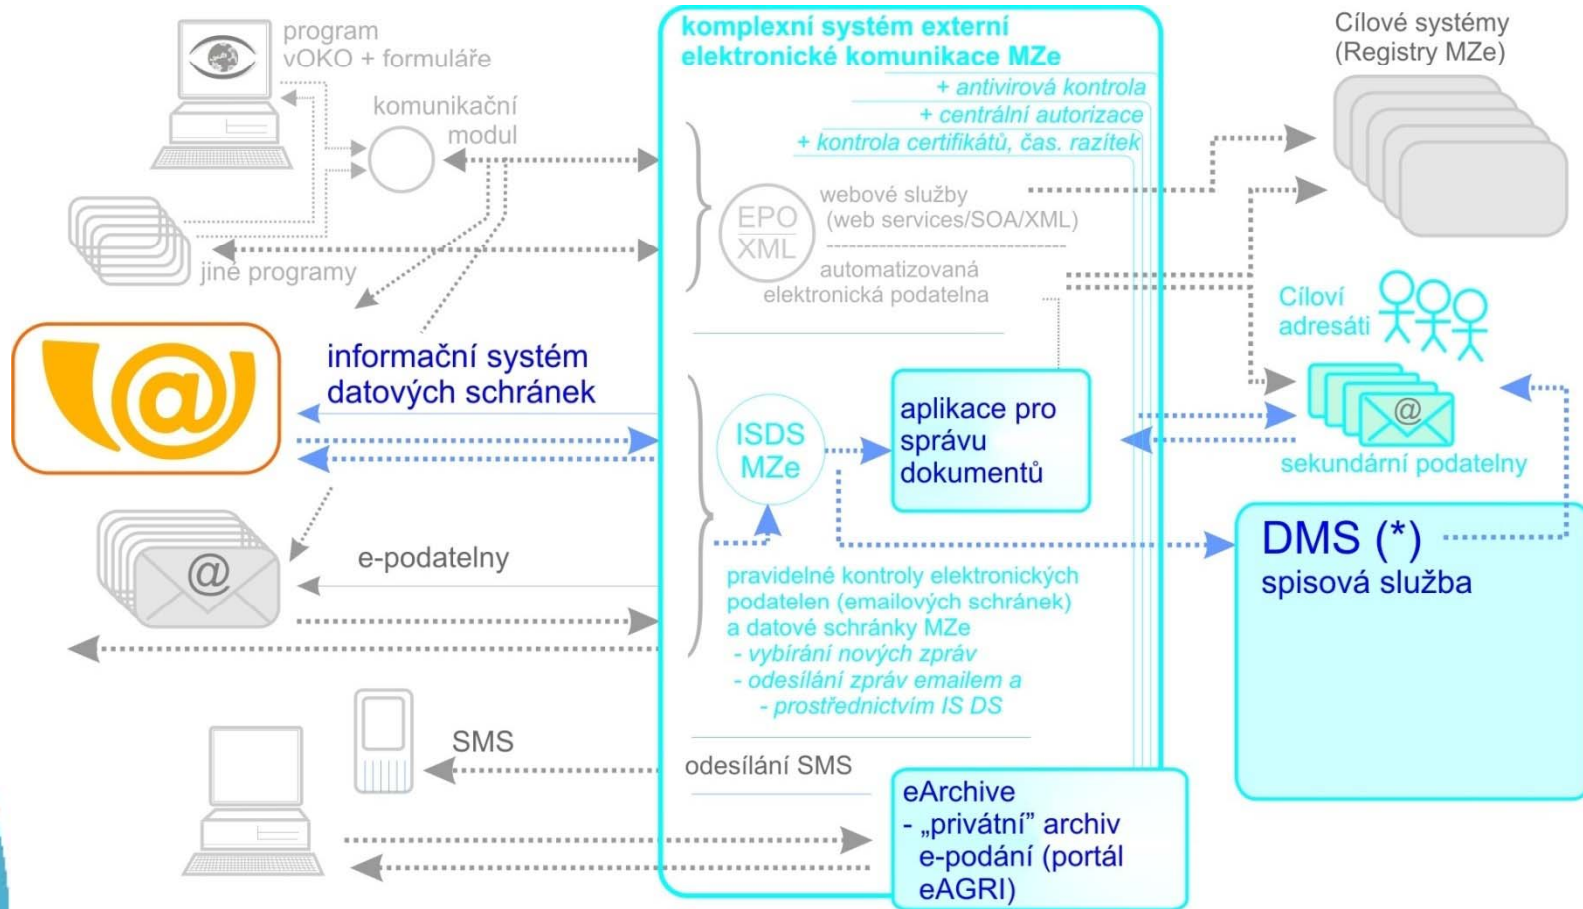 program
vOKO + formuláře
komunikační
modul
jiné programy
informační systém
datových schránek
@
e-podatelny
@
SMS
komplexní systém externí
elektronické komunikace MZe
+ antivirová kontrola
+ centrální autorizace
+ kontrola certifikátů, čas. razítek
EPO
XML
webové služby
(web services/SOA/XML)
automatizovaná
elektronická podatelna
ISDS
MZe
aplikace pro
správu
dokumentů
pravidelné kontroly elektronických
podatelen (emailových schránek)
a datové schránky MZe
- vybírání nových zpráv
- odesílání zpráv emailem a
- prostřednictvím IS DS
odesílání SMS
eArchive
- „privátní” archiv
e-podání (portál
eAGRI)
Cílové systémy
(Registry MZe)
Cíloví
adresáti
@
sekundární podatelny
DMS (*)
spisová služba